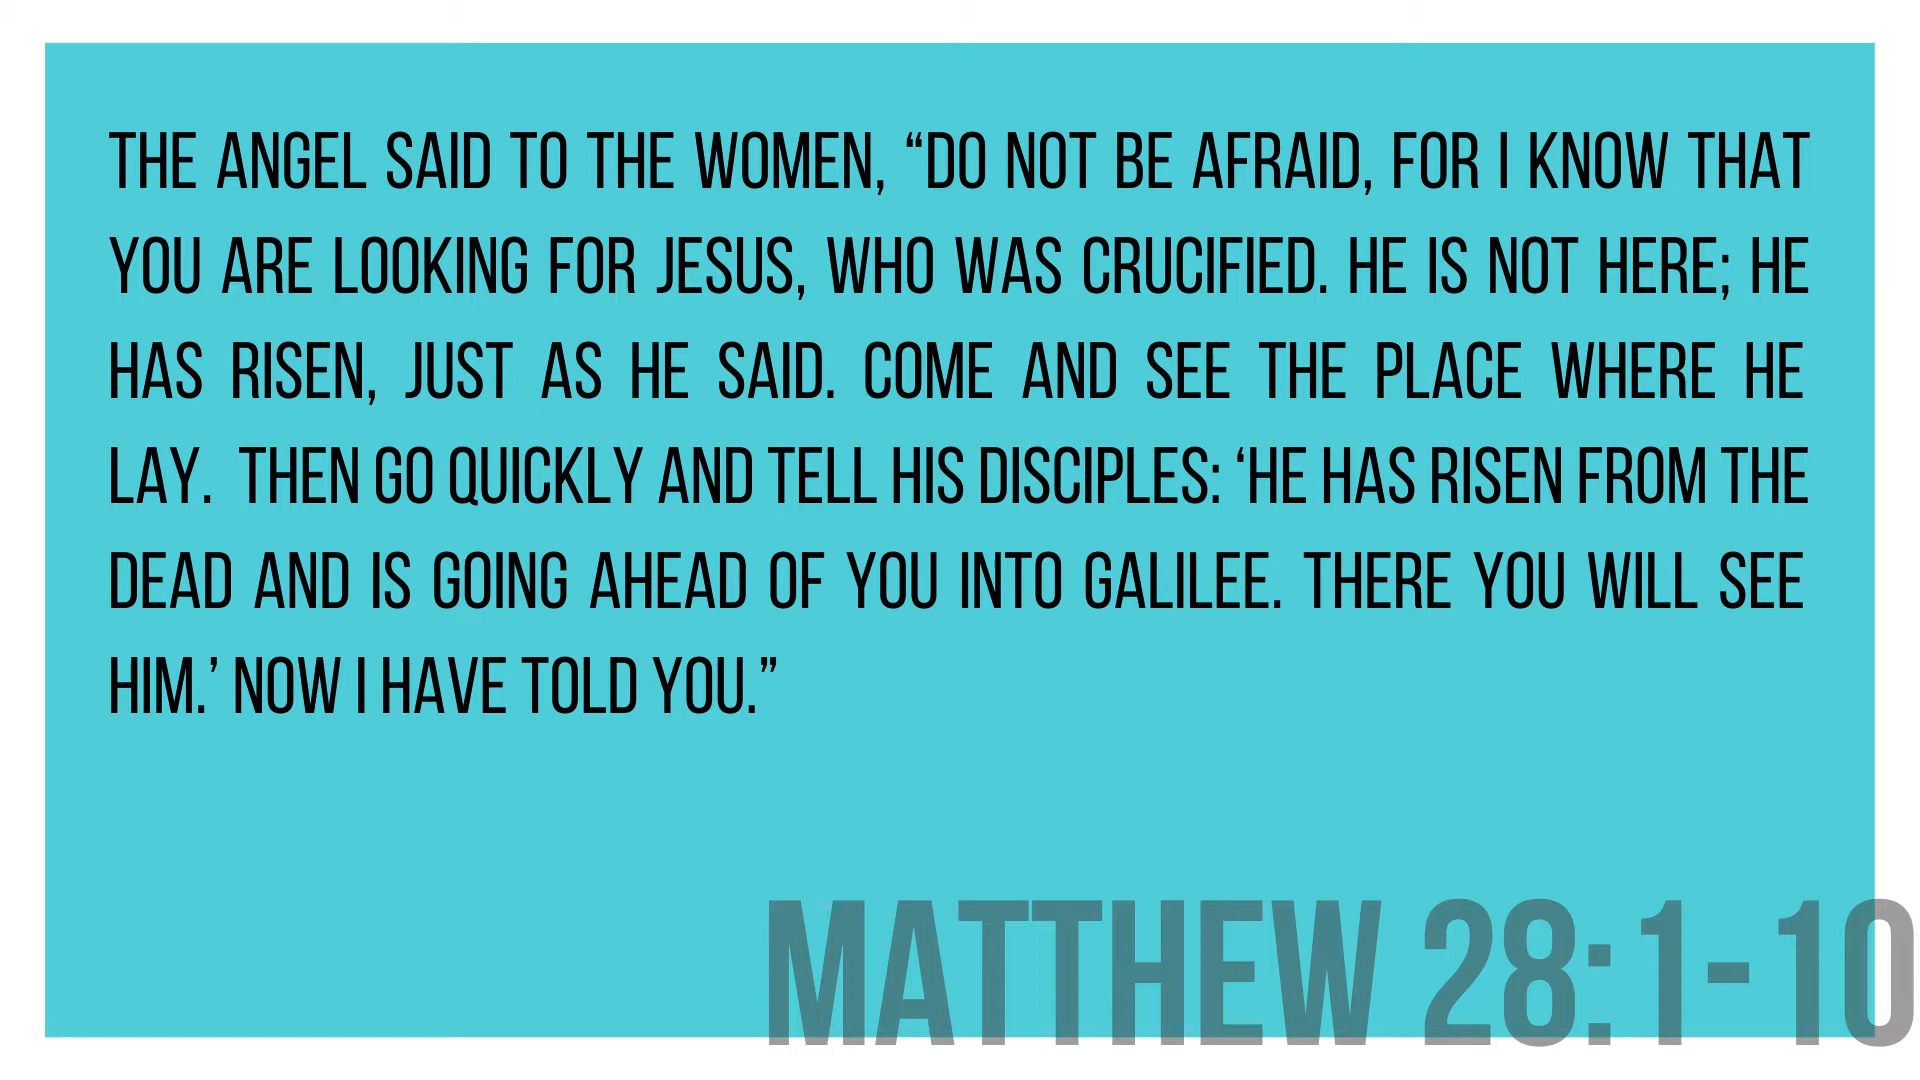 THE ANGEL SAID TO THE WOMEN, “DO NOT BE AFRAID, FOR I KNOW THAT
YOU ARE LOOKING FOR JESUS, WHO WAS CRUCIFIED. HE IS NOT HERE; HE
HAS RISEN, JUST AS HE SAID. COME AND SEE THE PLACE WHERE HE
LAY. THEN GO QUICKLY AND TELL HIS DISCIPLES: ‘HE HAS RISEN FROM THE
DEAD AND IS GOING AHEAD OF YOU INTO GALILEE. THERE YOU WILL SEE
HIM.’ NOW I HAVE TOLD YOU.”
MATTHEW 28:1-10